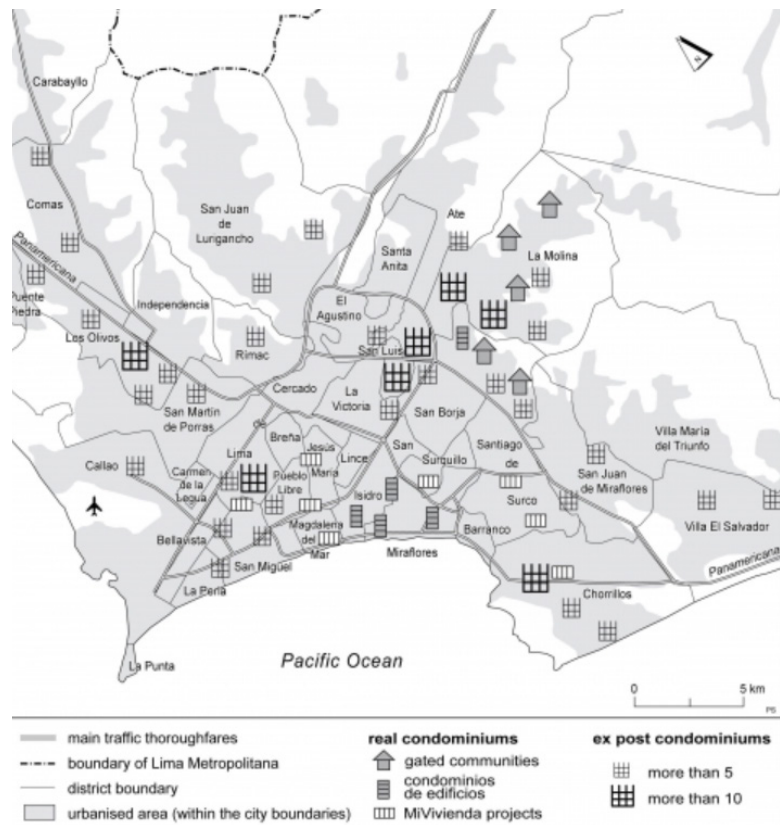 Carabayllo
N
Comas
San Juan
de
Lurigancho
Ate
Santa
Anita
La Molina
Panamericana
Puente
Piedra
Independencia
El
Agustino
Los Olivos
Rimac
San Luis
Cercado
La
Victoria
San Martín
de Porras
San Borja
de
Lima
Breña
Jesús
María
Lince
San
Isidro
Surquillo
Santiago
de
Surco
Villa María
del Triunfo
Callao
Carmen
de la
Legua
Pueblo
Libre
San Juan
de Miraflores
Villa El Salvador
Bellavista
Magdalena
del
Mar
Barranco
Miraflores
San Miguel
La Perla
Chorrillos
Panamericana
La Punta
Pacific Ocean
0 5 km
PS
main traffic thoroughfares
boundary of Lima Metropolitana
district boundary
urbanised area (within the city boundaries)
real condominiums
gated communities
condominios
de edificios
MiVivienda projects
ex post condominiums
more than 5
more than 10